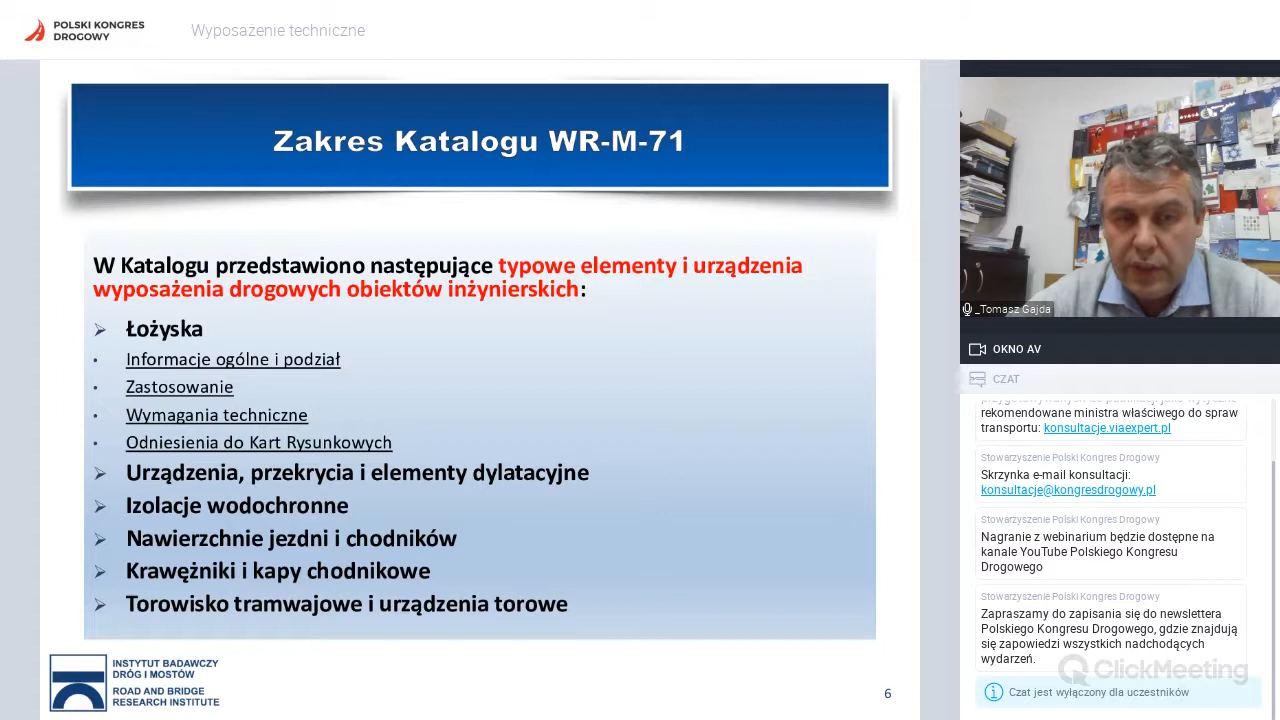 POLSKI KONGRES
DROGOWY
Wyposażenie techniczne
Zakres Katalogu WR-M-71
W Katalogu przedstawiono następujące typowe elementy i urządzenia
wyposażenia drogowych obiektów inżynierskich:
Łożyska
Informacje ogólne i podział
Zastosowanie
Wymagania techniczne
Odniesienia do Kart Rysunkowych
Urządzenia, przekrycia i elementy dylatacyjne
Izolacje wodochronne
Nawierzchnie jezdni i chodników
Krawężniki i kapy chodnikowe
Torowisko tramwajowe i urządzenia torowe
INSTYTUT BADAWCZY
DRÓG I MOSTÓW
ROAD AND BRIDGE
RESEARCH INSTITUTE
6
_Tomasz Gajda
OKNO AV
CZAT
rekomendowane ministra właściwego do spraw
transportu: konsultacje.viaexpert.pl
Stowarzyszenie Polski Kongres Drogowy
Skrzynka e-mail konsultacji:
konsultacje@kongresdrogowy.pl
Stowarzyszenie Polski Kongres Drogowy
Nagranie z webinarium będzie dostępne na
kanale YouTube Polskiego Kongresu
Drogowego
Stowarzyszenie Polski Kongres Drogowy
Zapraszamy do zapisania się do newslettera
Polskiego Kongresu Drogowego, gdzie znajdują
się zapowiedzi wszystkich nadchodzących
wydarzeń.
ClickMeeting
Czat jest wyłączony dla uczestników